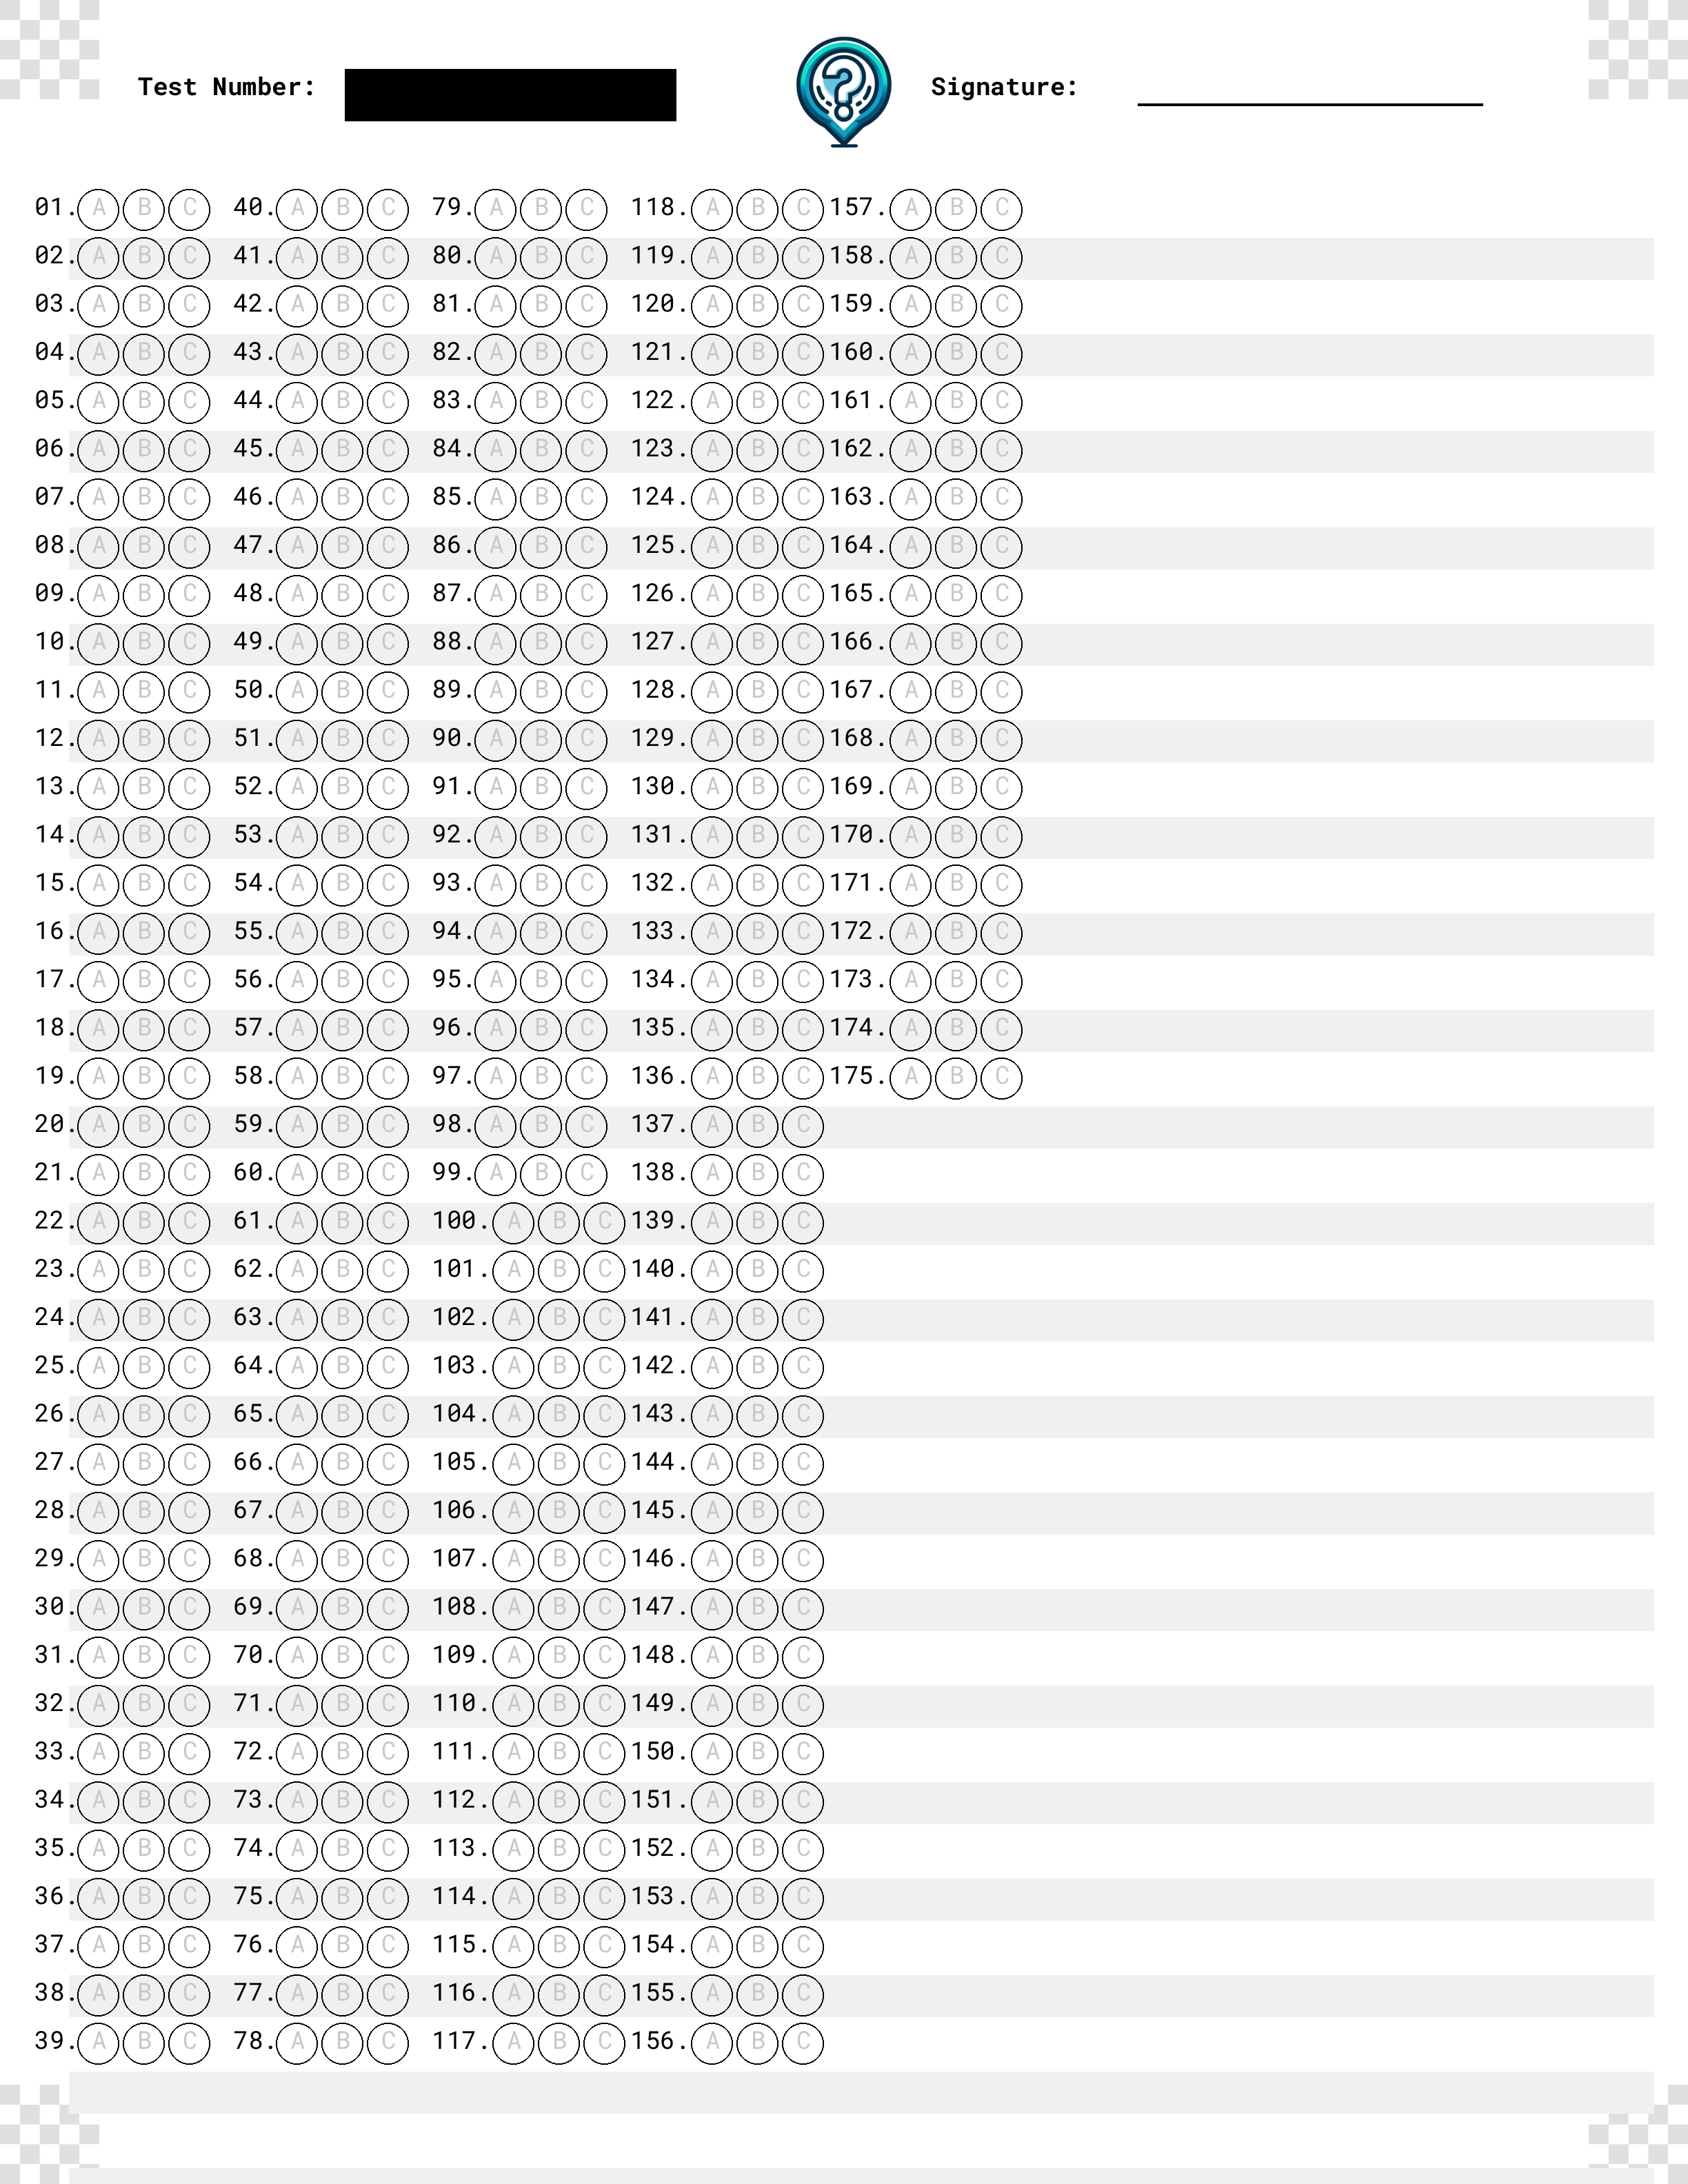 Test Number: ? Signature:
01. A B C 40. A B C 79. A B C 118. A B C 157. A B C
02. A B C 41. A B C 80. A B C 119. A B C 158. A B C
03. A B C 42. A B C 81. A B C 120. A B C 159. A B C
04. A B C 43. A B C 82. A B C 121. A B C 160. A B C
05. A B C 44. A B C 83. A B C 122. A B C 161. A B C
06. A B C 45. A B C 84. A B C 123. A B C 162. A B C
07. A B C 46. A B C 85. A B C 124. A B C 163. A B C
08. A B C 47. A B C 86. A B C 125. A B C 164. A B C
09. A B C 48. A B C 87. A B C 126. A B C 165. A B C
10. A B C 49. A B C 88. A B C 127. A B C 166. A B C
11. A B C 50. A B C 89. A B C 128. A B C 167. A B C
12. A B C 51. A B C 90. A B C 129. A B C 168. A B C
13. A B C 52. A B C 91. A B C 130. A B C 169. A B C
14. A B C 53. A B C 92. A B C 131. A B C 170. A B C
15. A B C 54. A B C 93. A B C 132. A B C 171. A B C
16. A B C 55. A B C 94. A B C 133. A B C 172. A B C
17. A B C 56. A B C 95. A B C 134. A B C 173. A B C
18. A B C 57. A B C 96. A B C 135. A B C 174. A B C
19. A B C 58. A B C 97. A B C 136. A B C 175. A B C
20. A B C 59. A B C 98. A B C 137. A B C
21. A B C 60. A B C 99. A B C 138. A B C
22. A B C 61. A B C 100. A B C 139. A B C
23. A B C 62. A B C 101. A B C 140. A B C
24. A B C 63. A B C 102. A B C 141. A B C
25. A B C 64. A B C 103. A B C 142. A B C
26. A B C 65. A B C 104. A B C 143. A B C
27. A B C 66. A B C 105. A B C 144. A B C
28. A B C 67. A B C 106. A B C 145. A B C
29. A B C 68. A B C 107. A B C 146. A B C
30. A B C 69. A B C 108. A B C 147. A B C
31. A B C 70. A B C 109. A B C 148. A B C
32. A B C 71. A B C 110. A B C 149. A B C
33. A B C 72. A B C 111. A B C 150. A B C
34. A B C 73. A B C 112. A B C 151. A B C
35. A B C 74. A B C 113. A B C 152. A B C
36. A B C 75. A B C 114. A B C 153. A B C
37. A B C 76. A B C 115. A B C 154. A B C
38. A B C 77. A B C 116. A B C 155. A B C
39. A B C 78. A B C 117. A B C 156. A B C